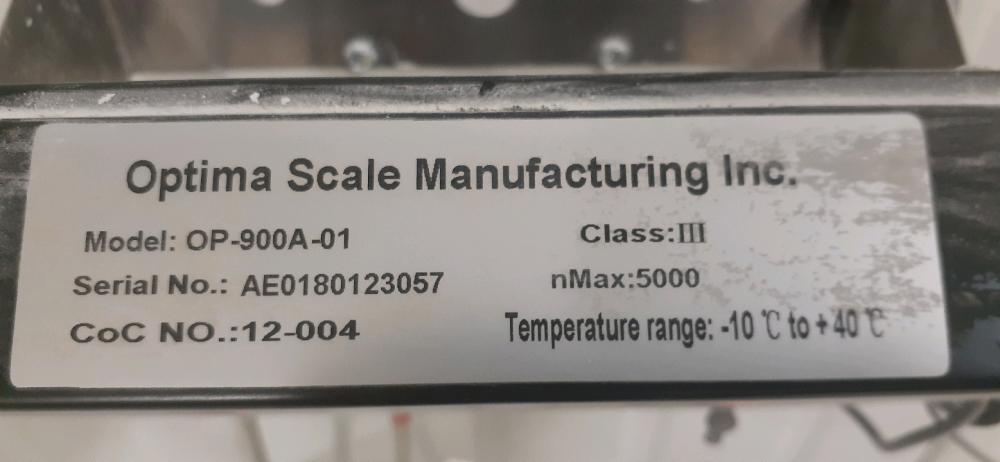 Optima Scale Manufacturing Inc.
Model: OP-900A-01
Class:III
Serial No.: AE0180123057
nMax:5000
CoC NO.:12-004
Temperature range: -10 ℃ to + 40 ℃